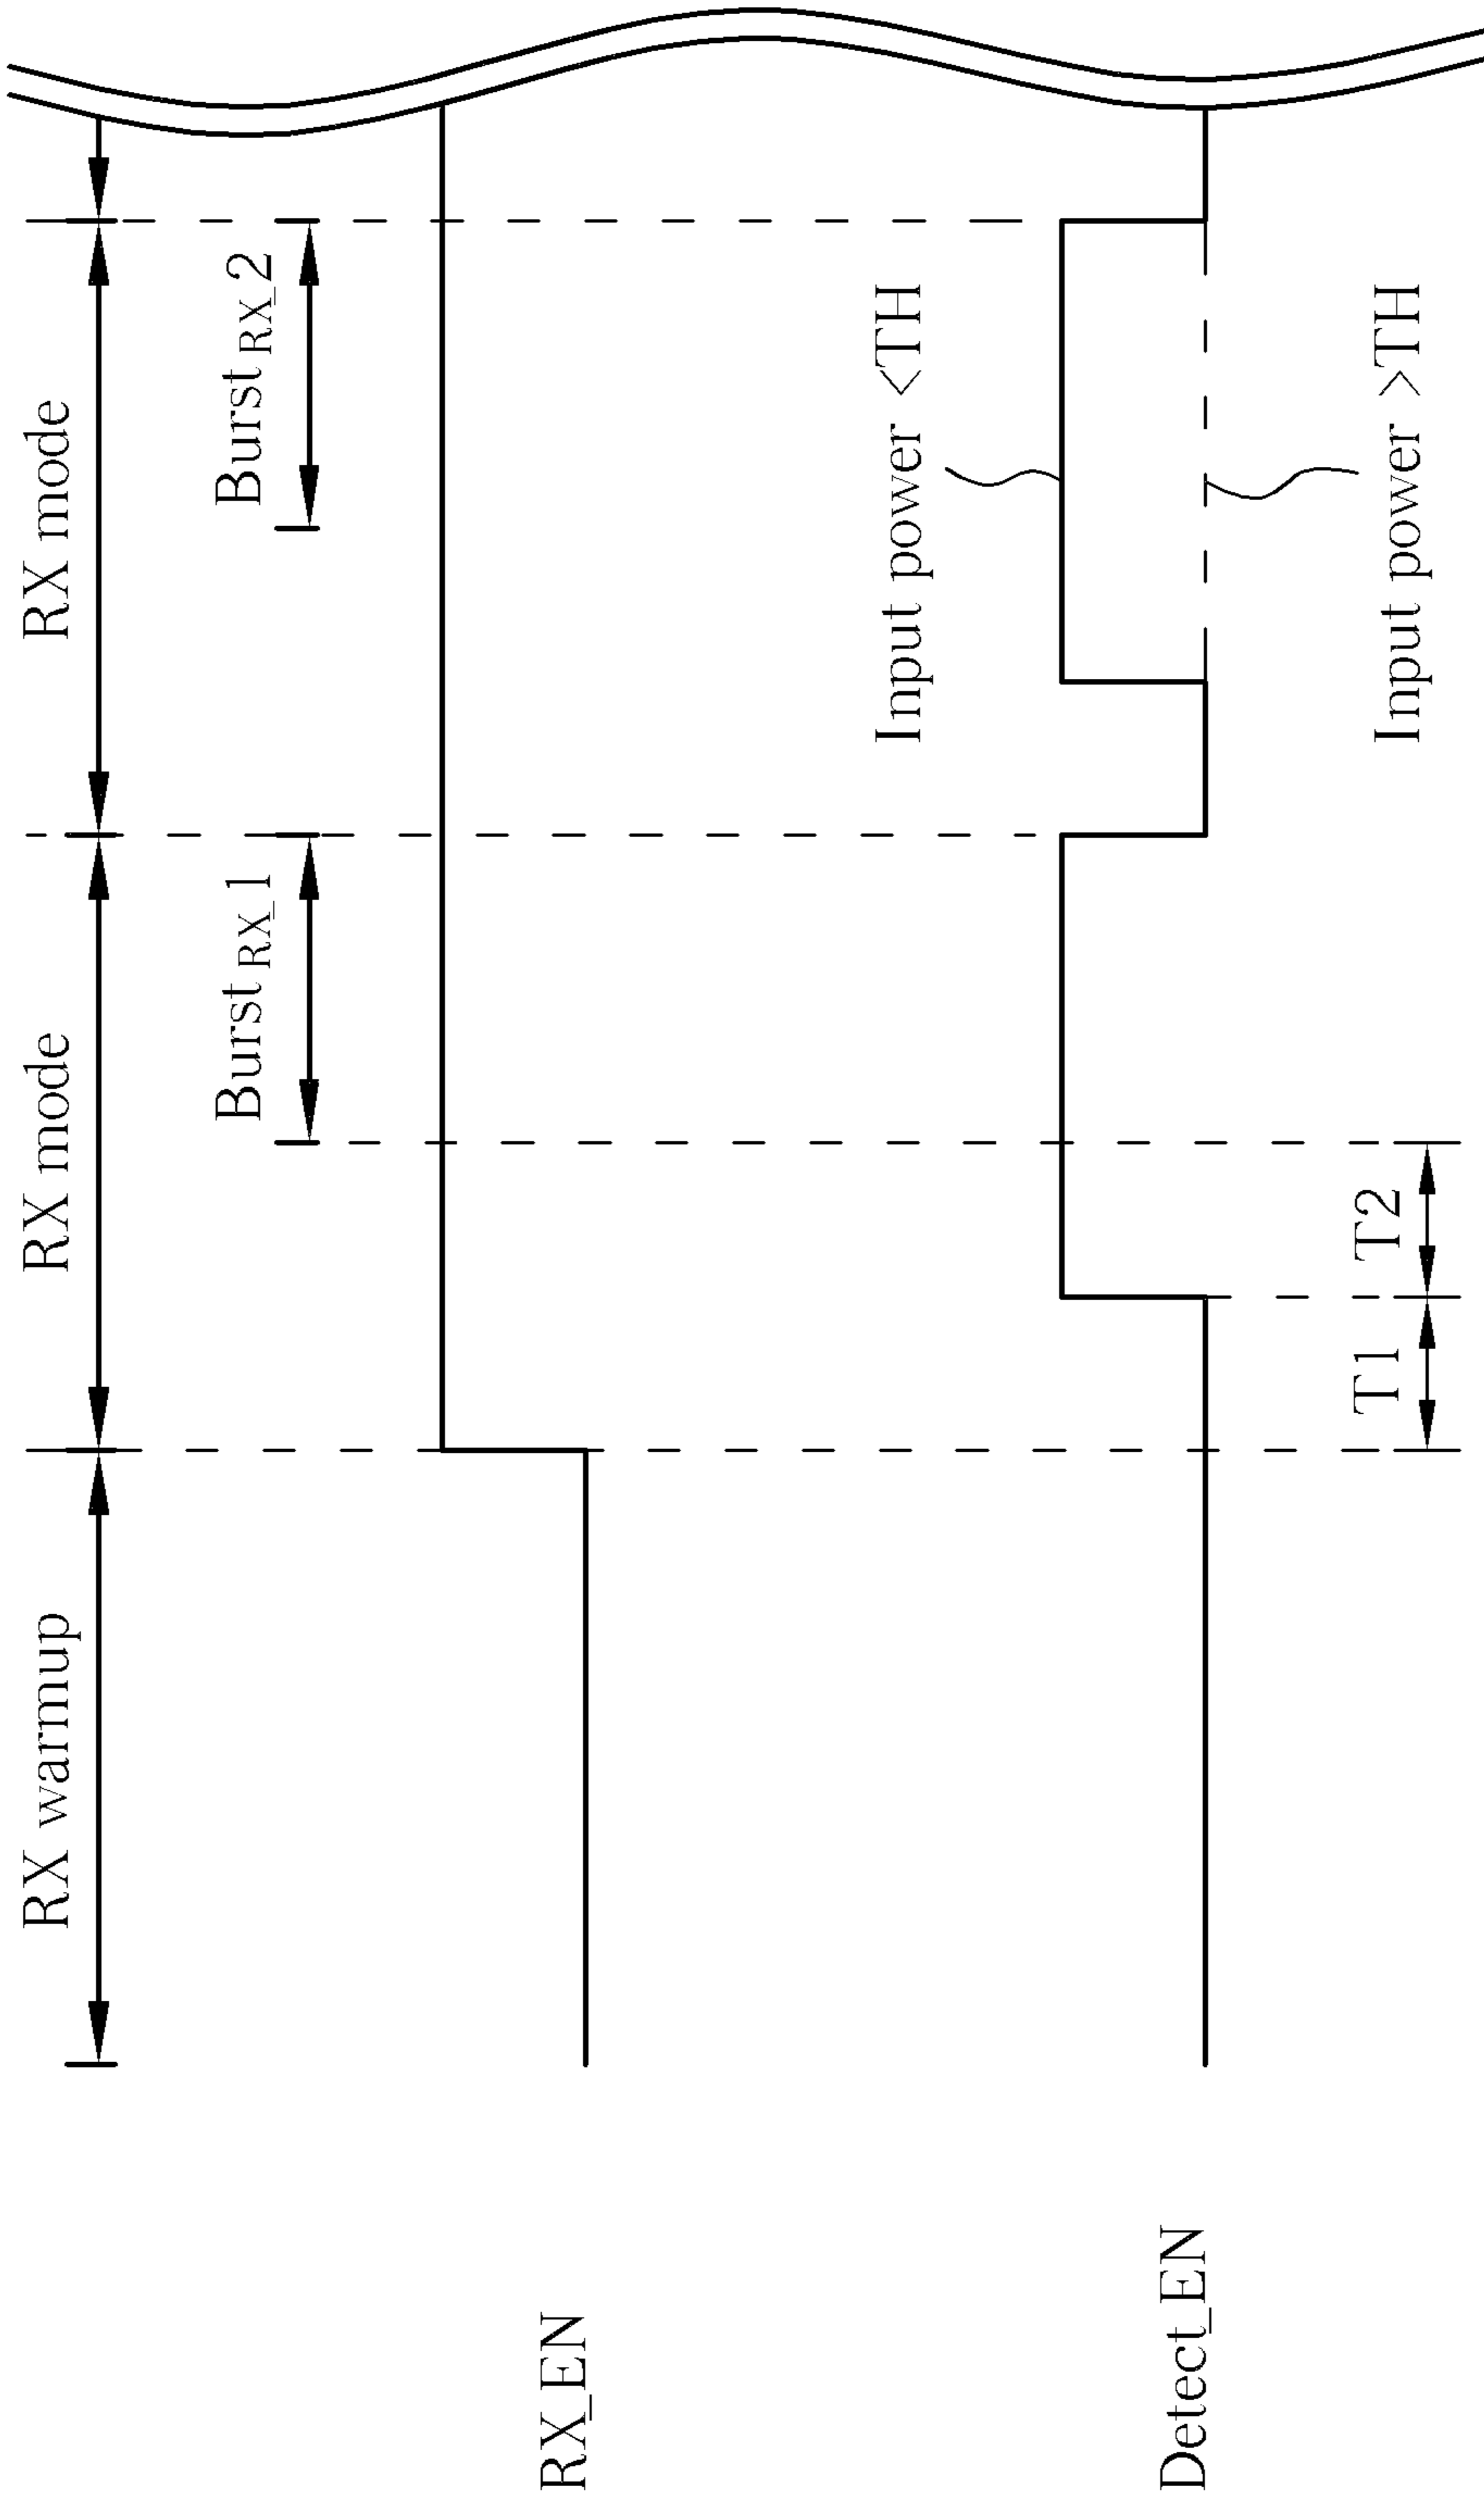 RX warmup
RX mode
RX mode
Burst RX_1
Burst RX_2
RX_EN
Input power <TH
Detect_EN
Input power >TH
T1
T2